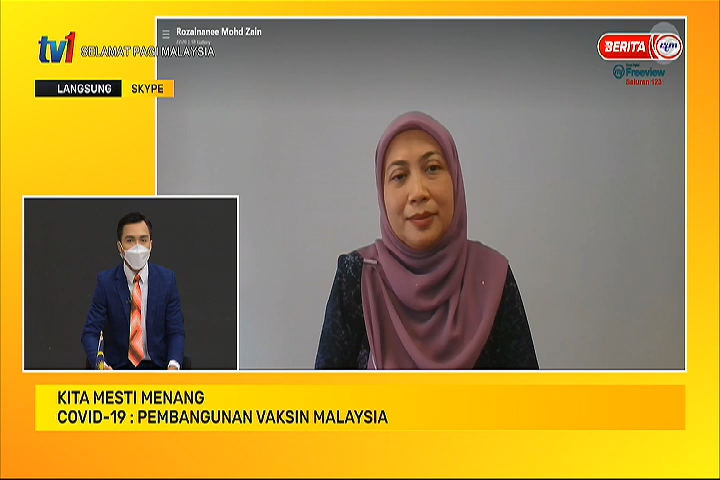 tv1 SELAMAT PAGI MALAYSIA
Rozainanee Mohd Zain
BERITA rtm
Freeview
Saluran 123
LANGSUNG SKYPE
KITA MESTI MENANG
COVID-19 : PEMBANGUNAN VAKSIN MALAYSIA